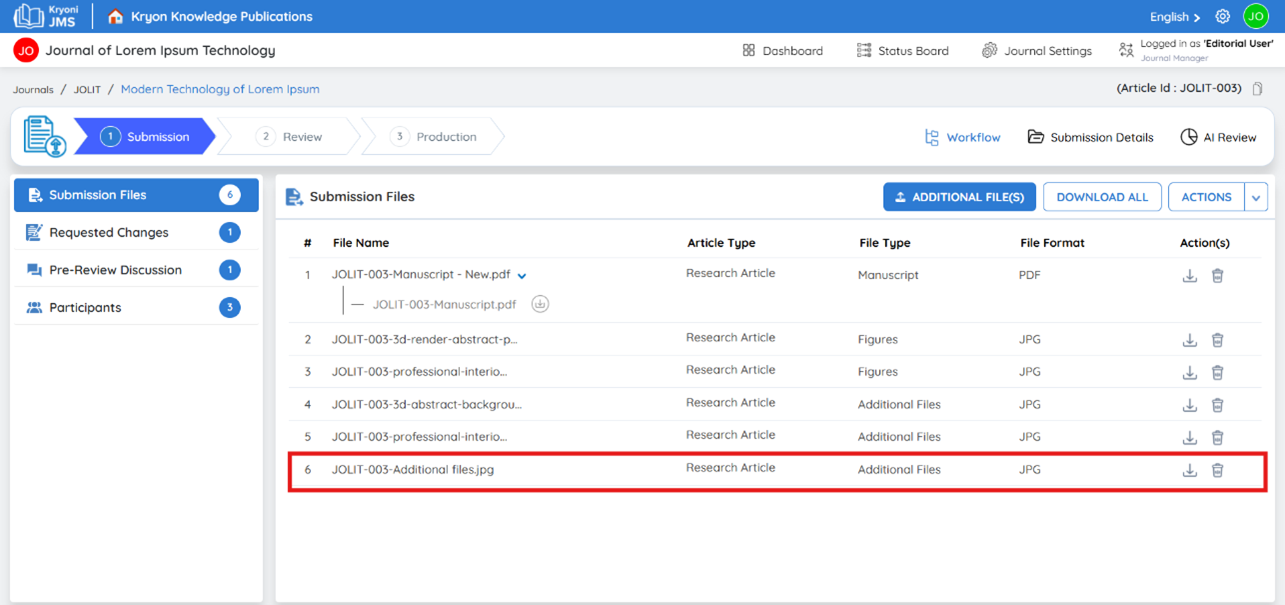 Kryoni JMS Kryon Knowledge Publications English JO
JO Journal of Lorem Ipsum Technology Dashboard Status Board Journal Settings Logged in as 'Editorial User'
Journal Manager
Journals / JOLIT / Modern Technology of Lorem Ipsum (Article Id : JOLIT-003)
1 Submission 2 Review 3 Production Workflow Submission Details AI Review
Submission Files 6
Requested Changes 1
Pre-Review Discussion 1
Participants 3
Submission Files ADDITIONAL FILE(S) DOWNLOAD ALL ACTIONS
# File Name Article Type File Type File Format Action(s)
1 JOLIT-003-Manuscript - New.pdf Research Article Manuscript PDF
JOLIT-003-Manuscript.pdf
2 JOLIT-003-3d-render-abstract-p... Research Article Figures JPG
3 JOLIT-003-professional-interio... Research Article Figures JPG
4 JOLIT-003-3d-abstract-backgrou... Research Article Additional Files JPG
5 JOLIT-003-professional-interio... Research Article Additional Files JPG
6 JOLIT-003-Additional files.jpg Research Article Additional Files JPG